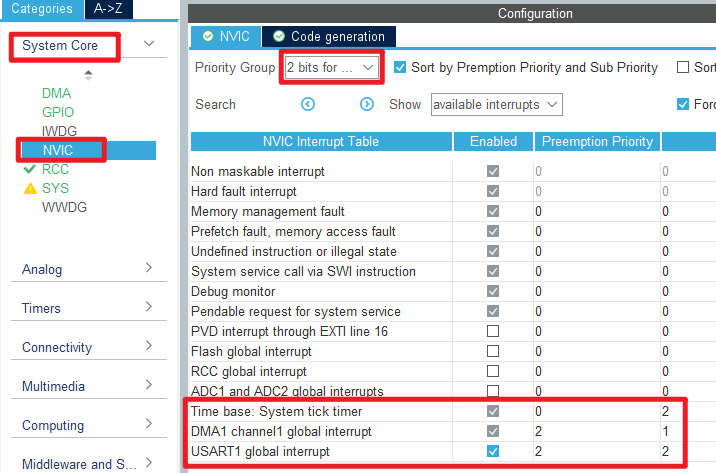 Categories A->Z
System Core
DMA
GPIO
IWDG
NVIC
RCC
SYS
WWDG
Analog
Timers
Connectivity
Multimedia
Computing
Middleware and S...
Configuration
NVIC Code generation
Priority Group 2 bits for ... Sort by Premption Priority and Sub Priority Sort
Search Show available interrupts Forc
NVIC Interrupt Table Enabled Preemption Priority
Non maskable interrupt 0 0
Hard fault interrupt 0 0
Memory management fault 0 0
Prefetch fault, memory access fault 0 0
Undefined instruction or illegal state 0 0
System service call via SWI instruction 0 0
Debug monitor 0 0
Pendable request for system service 0 0
PVD interrupt through EXTI line 16 0 0
Flash global interrupt 0 0
RCC global interrupt 0 0
ADC1 and ADC2 global interrupts 0 0
Time base: System tick timer 0 2
DMA1 channel1 global interrupt 2 1
USART1 global interrupt 2 2